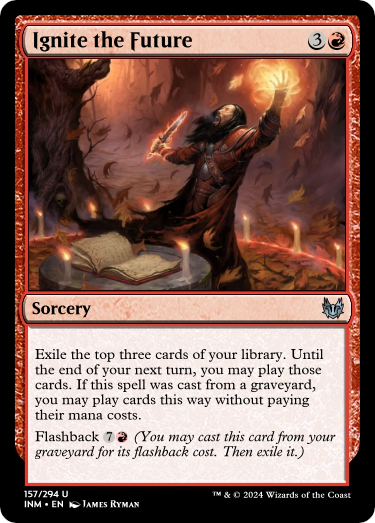 Ignite the Future 3
Sorcery
Exile the top three cards of your library. Until
the end of your next turn, you may play those
cards. If this spell was cast from a graveyard,
you may play cards this way without paying
their mana costs.
Flashback 7 (You may cast this card from your
graveyard for its flashback cost. Then exile it.)
157/294 U
INM • EN James Ryman
™ & © 2024 Wizards of the Coast